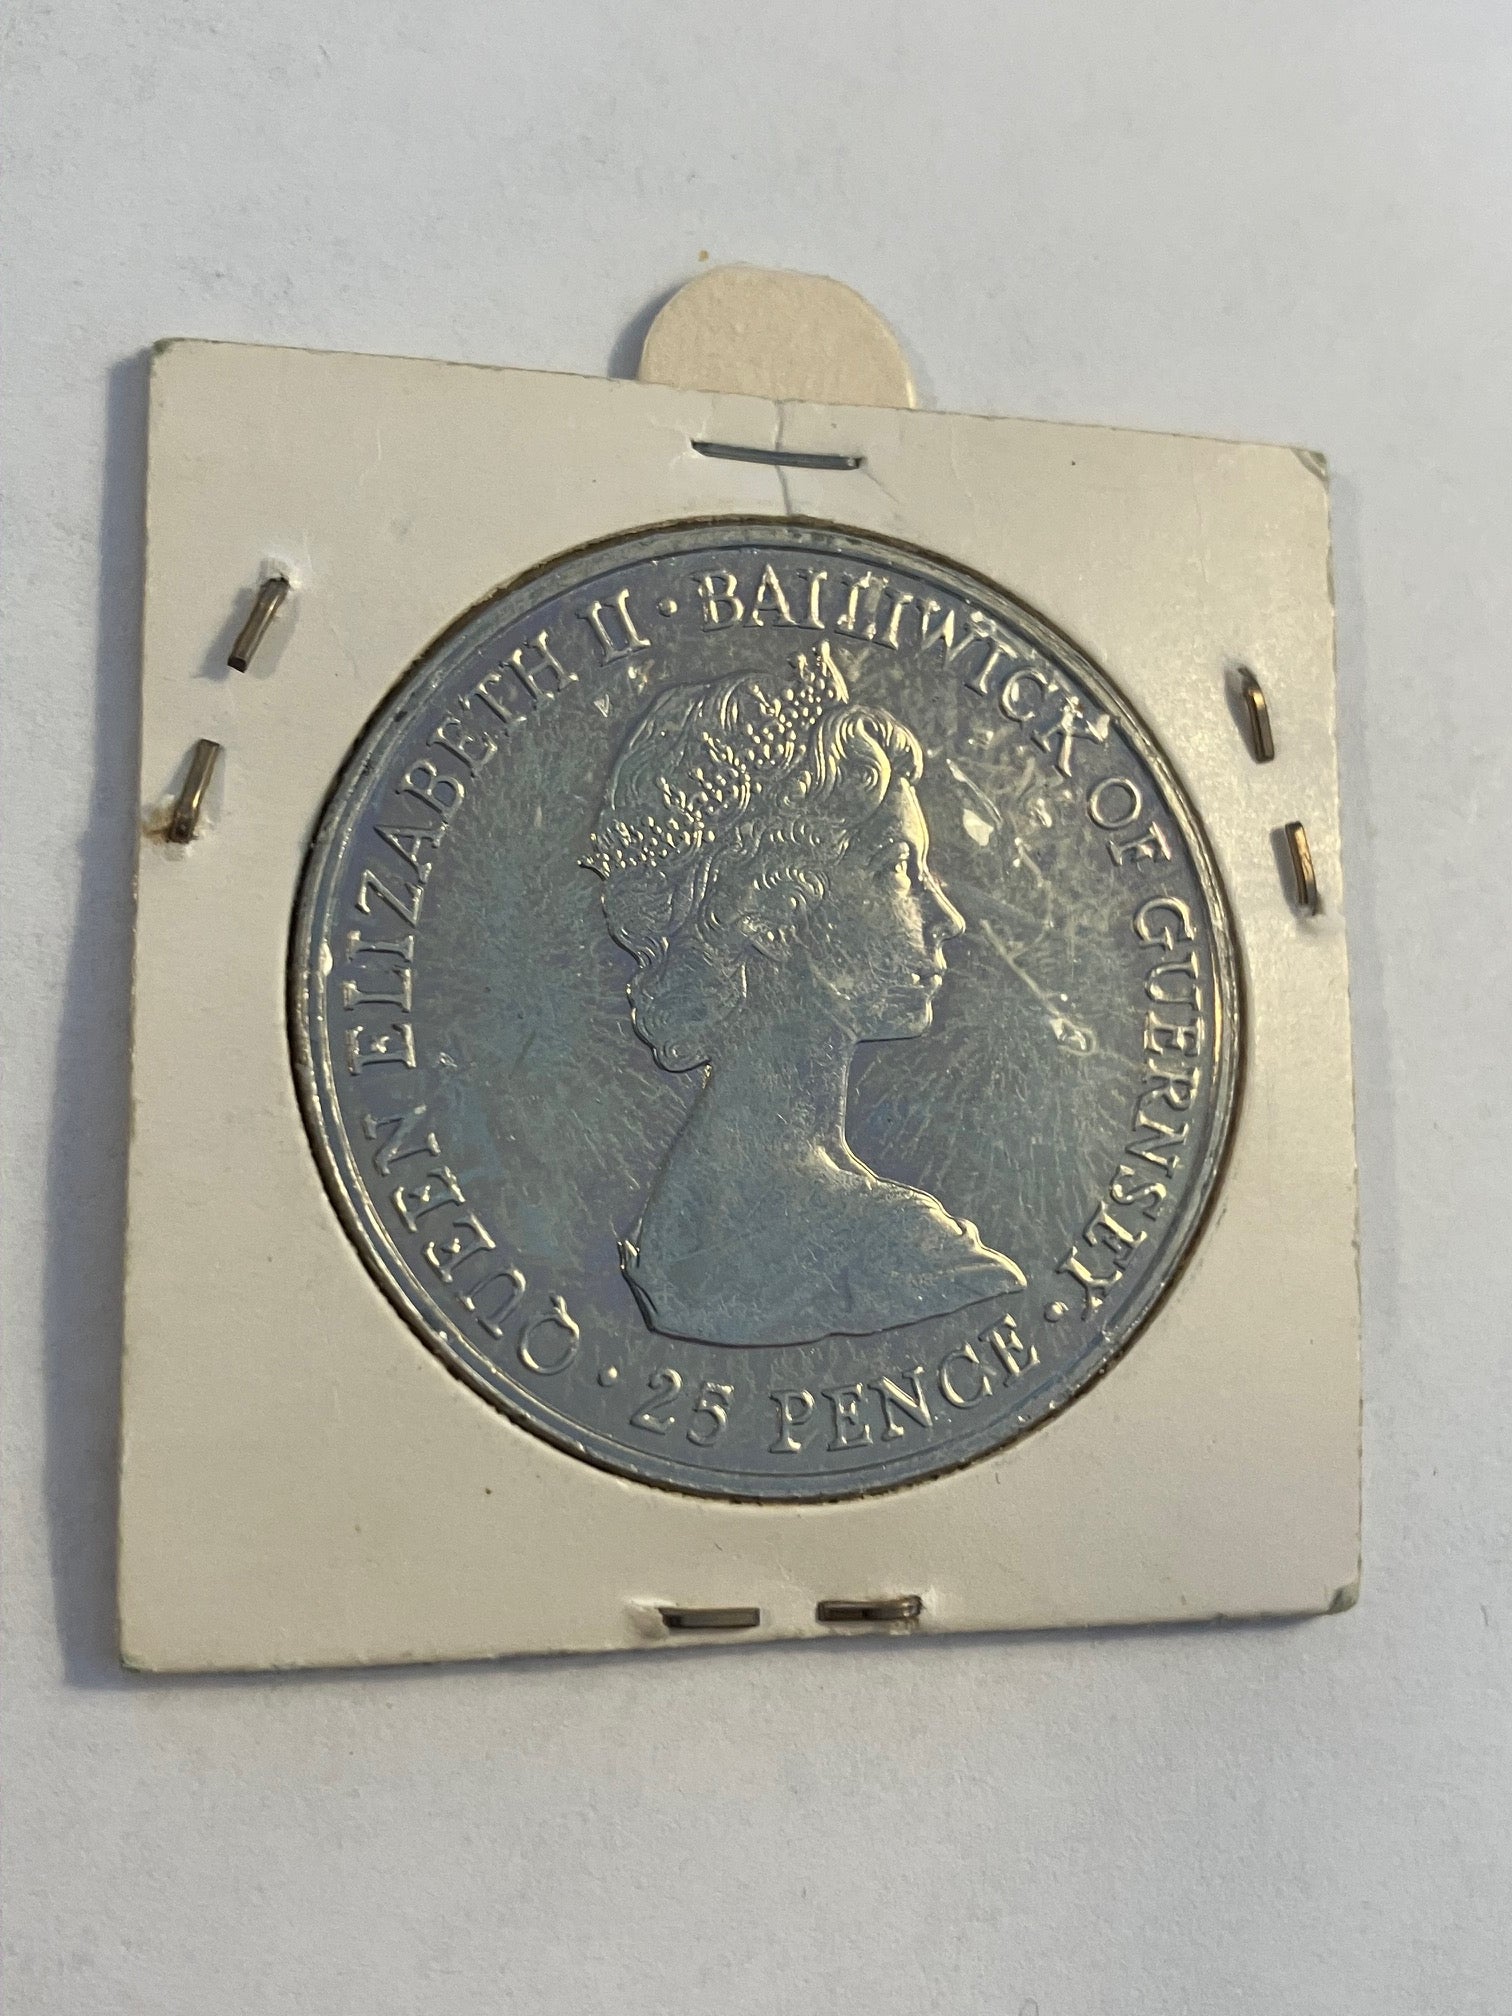 QUEEN ELIZABETH II · BAILIWICK OF GUERNSEY ·
25 PENCE ·